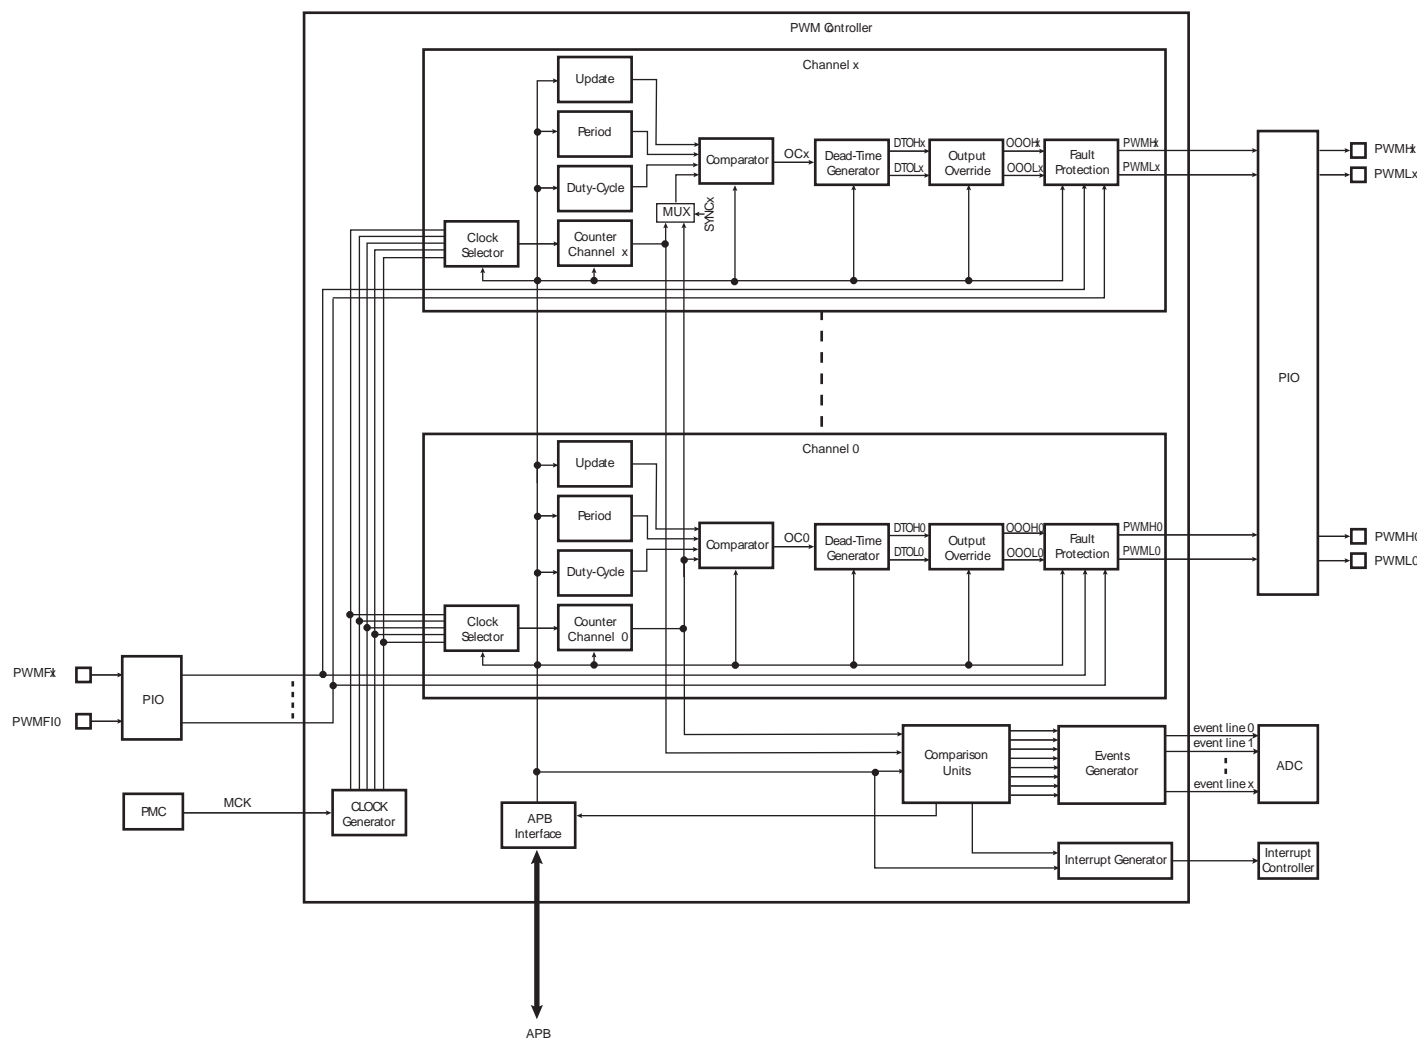 PWM Controller
Channel x
Update
Period
Comparator
OCx
Dead-Time
Generator
DTOHx
DTOLx
Output
Override
OOOHx
OOOLx
Fault
Protection
PWMHx
PWMLx
PWMHx
PWMLx
Duty-Cycle
MUX
SYNCx
Clock
Selector
Counter
Channel x
PIO
Channel 0
Update
Period
Comparator
OC0
Dead-Time
Generator
DTOH0
DTOL0
Output
Override
OOOH0
OOOL0
Fault
Protection
PWMH0
PWML0
PWMH0
PWML0
Duty-Cycle
Clock
Selector
Counter
Channel 0
PWMFIx
PWMFI0
PIO
Comparison
Units
Events
Generator
event line 0
event line 1
event line x
ADC
PMC
MCK
CLOCK
Generator
APB
Interface
Interrupt Generator
Interrupt
Controller
APB